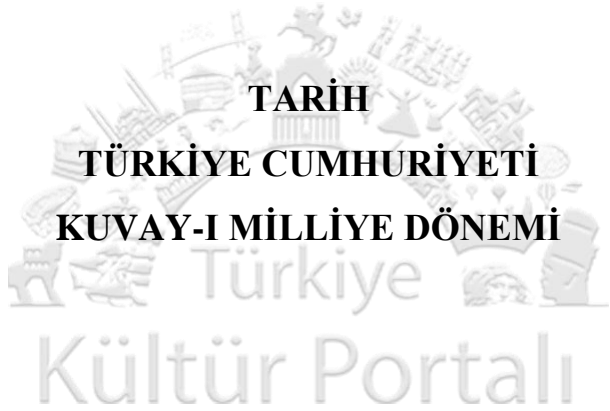 TARİH
TÜRKİYE CUMHURİYETİ
KUVAY-I MİLLİYE DÖNEMİ
Türkiye
Kültür Portalı